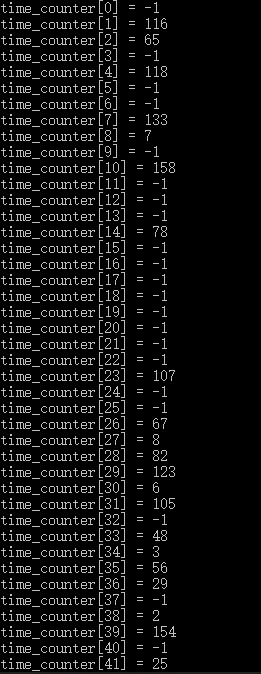 time_counter[0] = -1
time_counter[1] = 116
time_counter[2] = 65
time_counter[3] = -1
time_counter[4] = 118
time_counter[5] = -1
time_counter[6] = -1
time_counter[7] = 133
time_counter[8] = 7
time_counter[9] = -1
time_counter[10] = 158
time_counter[11] = -1
time_counter[12] = -1
time_counter[13] = -1
time_counter[14] = 78
time_counter[15] = -1
time_counter[16] = -1
time_counter[17] = -1
time_counter[18] = -1
time_counter[19] = -1
time_counter[20] = -1
time_counter[21] = -1
time_counter[22] = -1
time_counter[23] = 107
time_counter[24] = -1
time_counter[25] = -1
time_counter[26] = 67
time_counter[27] = 8
time_counter[28] = 82
time_counter[29] = 123
time_counter[30] = 6
time_counter[31] = 105
time_counter[32] = -1
time_counter[33] = 48
time_counter[34] = 3
time_counter[35] = 56
time_counter[36] = 29
time_counter[37] = -1
time_counter[38] = 2
time_counter[39] = 154
time_counter[40] = -1
time_counter[41] = 25